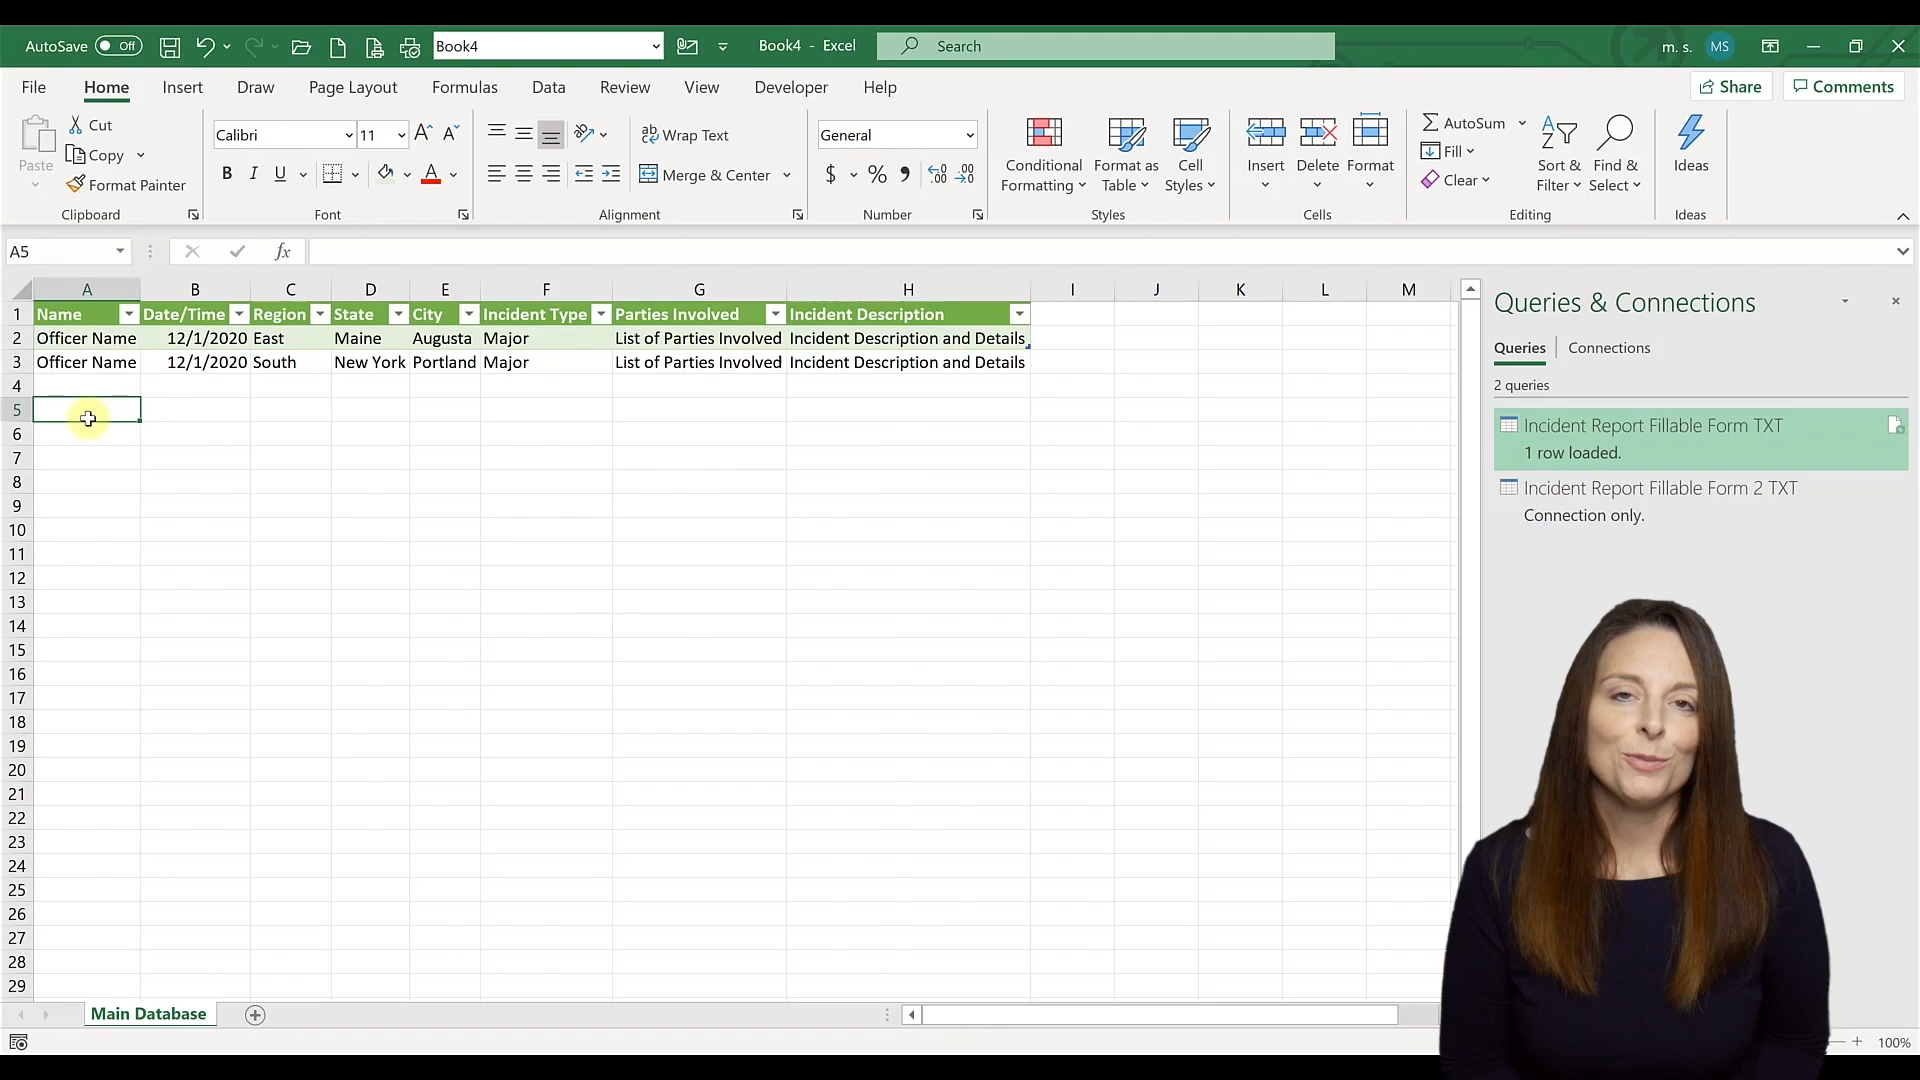 AutoSave Off Book4 Book4 - Excel Search m. s. MS
File Home Insert Draw Page Layout Formulas Data Review View Developer Help Share Comments
Paste Cut Copy Format Painter
Clipboard
Calibri 11
B I U A
Font
Wrap Text
Merge & Center
Alignment
General
$ % 9 .00 .00
Number
Conditional Formatting Format as Table Cell Styles
Styles
Insert Delete Format
Cells
AutoSum Fill Clear Sort & Filter Find & Select
Editing
Ideas
Ideas
A5 fx
A B C D E F G H I J K L M
1 Name Date/Time Region State City Incident Type Parties Involved Incident Description
2 Officer Name 12/1/2020 East Maine Augusta Major List of Parties Involved Incident Description and Details
3 Officer Name 12/1/2020 South New York Portland Major List of Parties Involved Incident Description and Details
4
5
6
7
8
9
10
11
12
13
14
15
16
17
18
19
20
21
22
23
24
25
26
27
28
29
Main Database
Queries & Connections
Queries Connections
2 queries
Incident Report Fillable Form TXT
1 row loaded.
Incident Report Fillable Form 2 TXT
Connection only.
100%